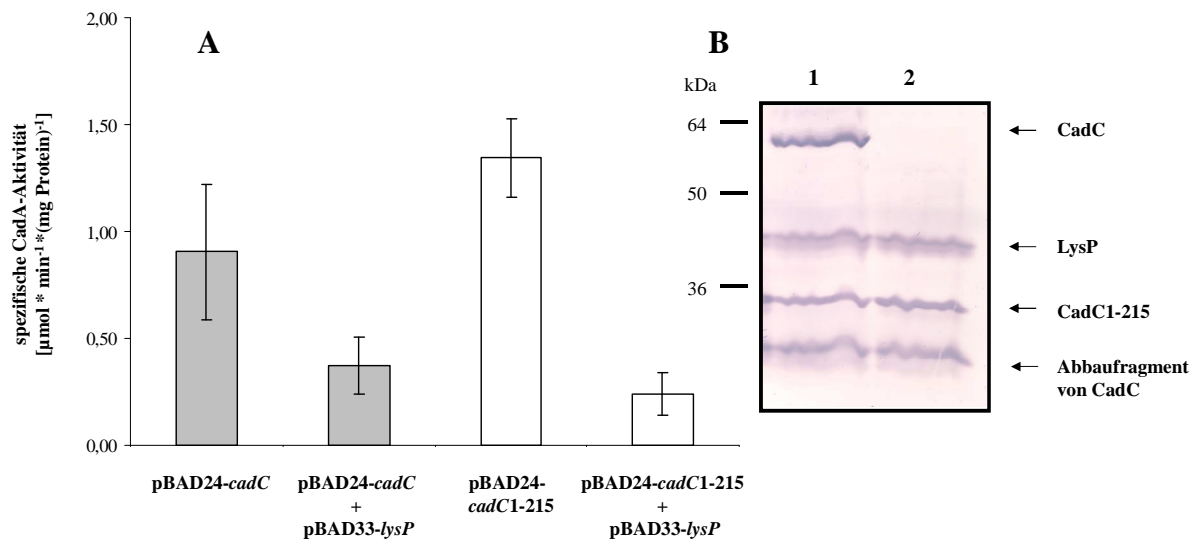 A
B
spezifische CadA-Aktivität
[µmol * min-1 *(mg Protein)-1]
2,00
1,50
1,00
0,50
0,00
pBAD24-cadC
pBAD24-cadC
+
pBAD33-lysP
pBAD24-
cadC1-215
pBAD24-cadC1-215
+
pBAD33-lysP
kDa
1
2
64
50
36
CadC
LysP
CadC1-215
Abbaufragment
von CadC